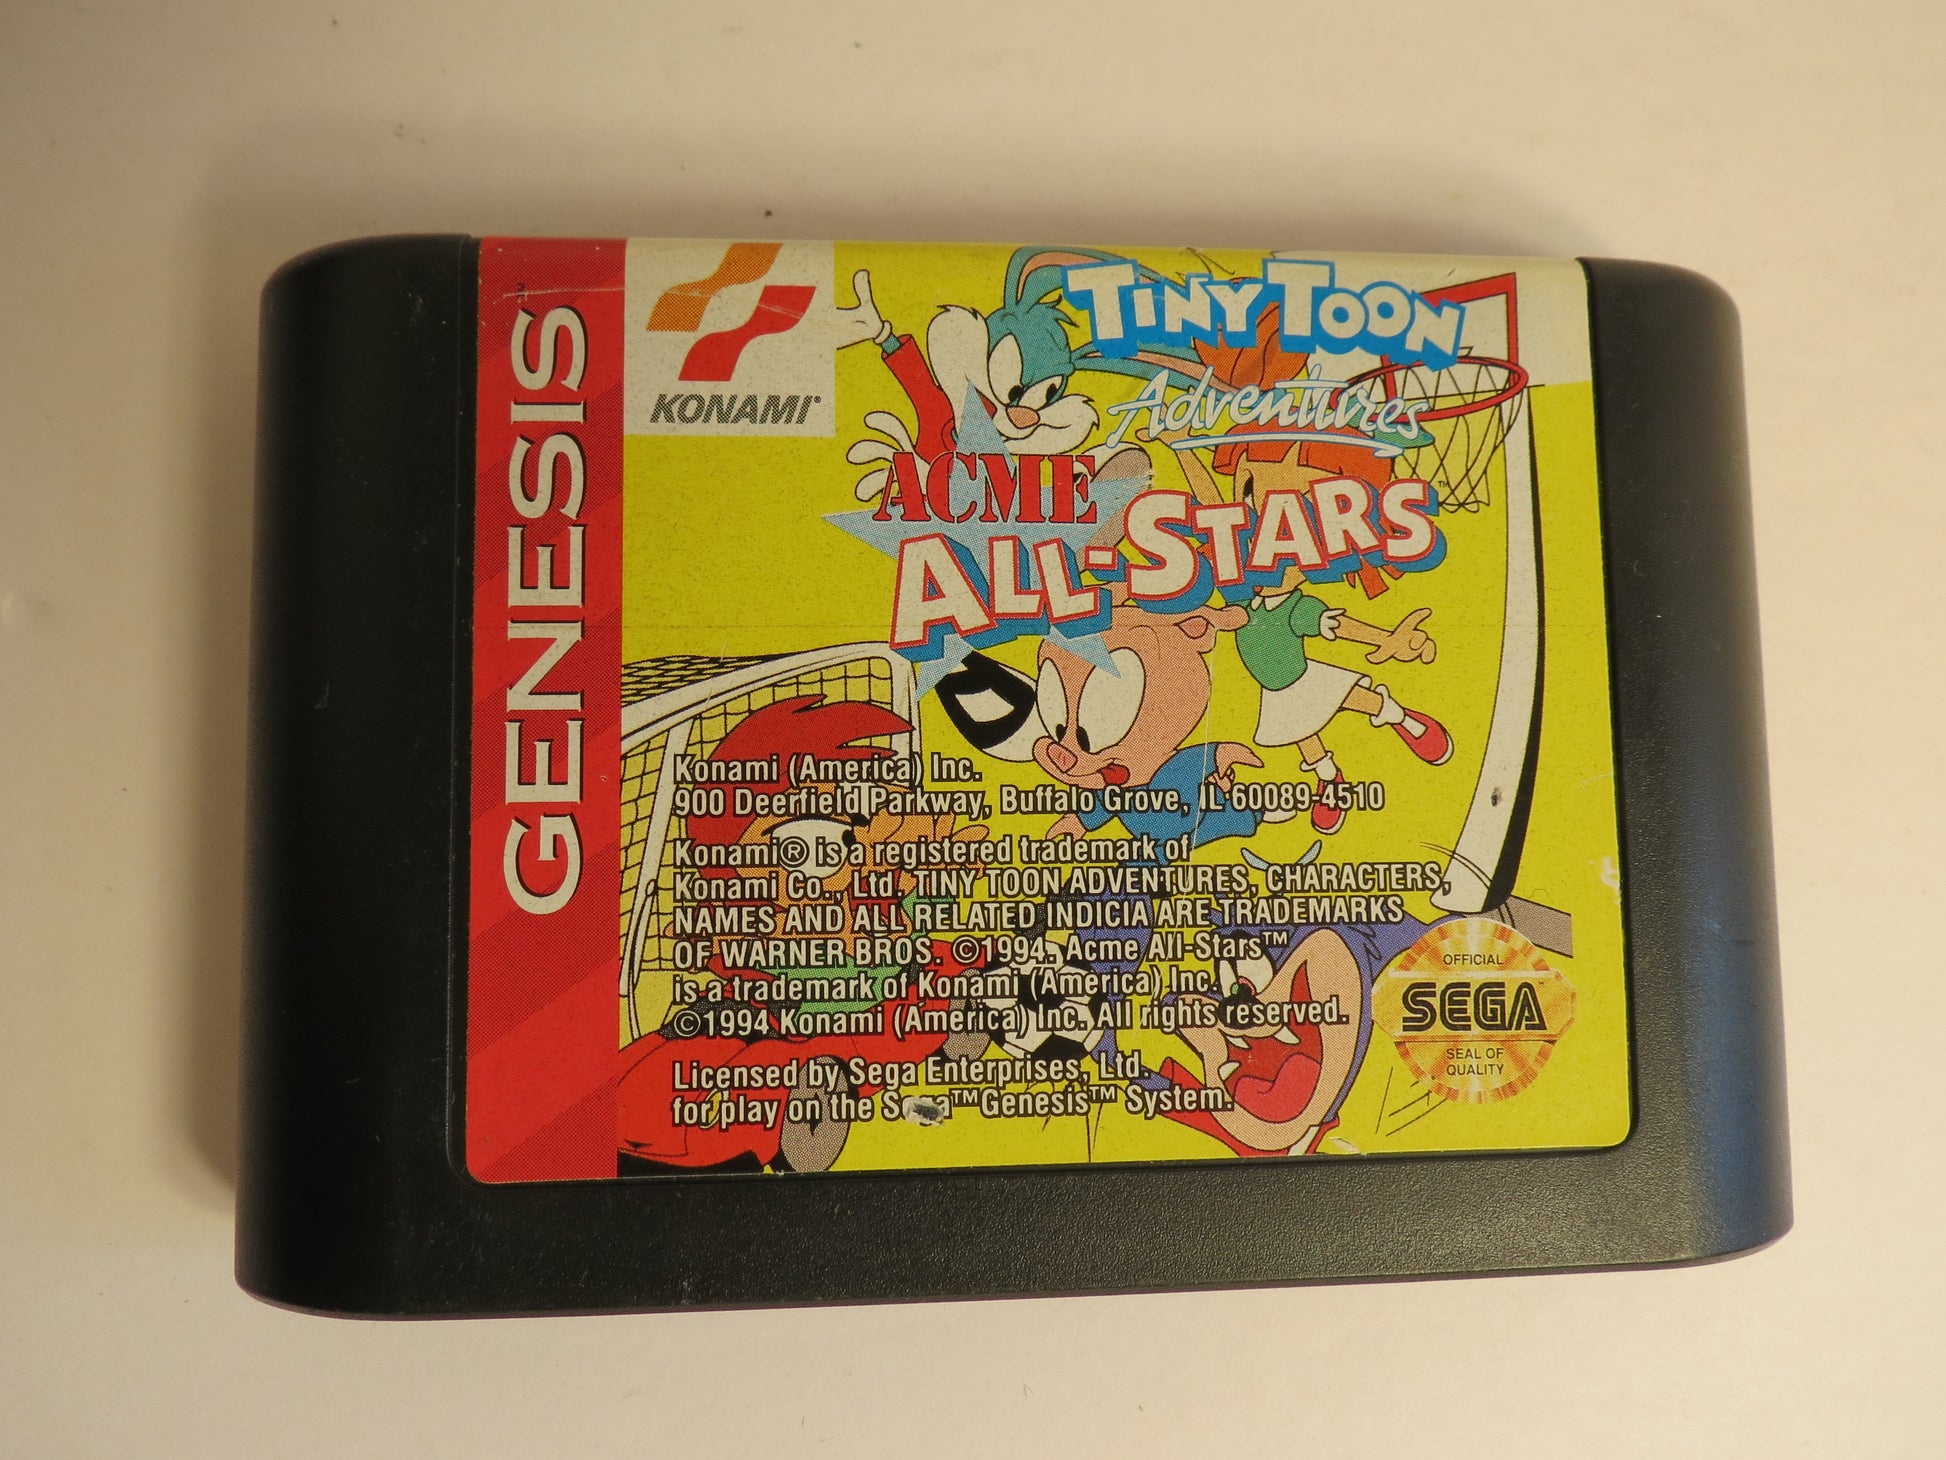 GENESIS
KONAMI®
TINY TOON
Adventures
ACME
ALL-STARS™
Konami (America) Inc.
900 Deerfield Parkway, Buffalo Grove, IL 60089-4510
Konami® is a registered trademark of
Konami Co., Ltd. TINY TOON ADVENTURES, CHARACTERS,
NAMES AND ALL RELATED INDICIA ARE TRADEMARKS
OF WARNER BROS. ©1994. Acme All-Stars™
is a trademark of Konami (America) Inc.
©1994 Konami (America) Inc. All rights reserved.
Licensed by Sega Enterprises, Ltd.
for play on the Sega™ Genesis™ System.
OFFICIAL
SEGA™
SEAL OF
QUALITY